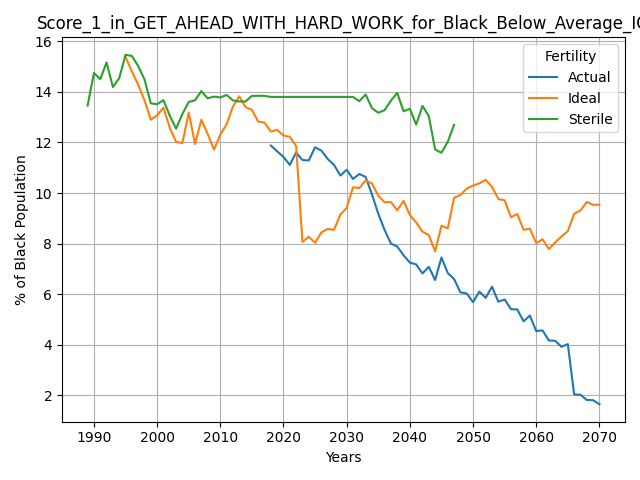 Score_1_in_GET_AHEAD_WITH_HARD_WORK_for_Black_Below_Average_IQ
Fertility
Actual
Ideal
Sterile
% of Black Population
16
14
12
10
8
6
4
2
1990 2000 2010 2020 2030 2040 2050 2060 2070
Years